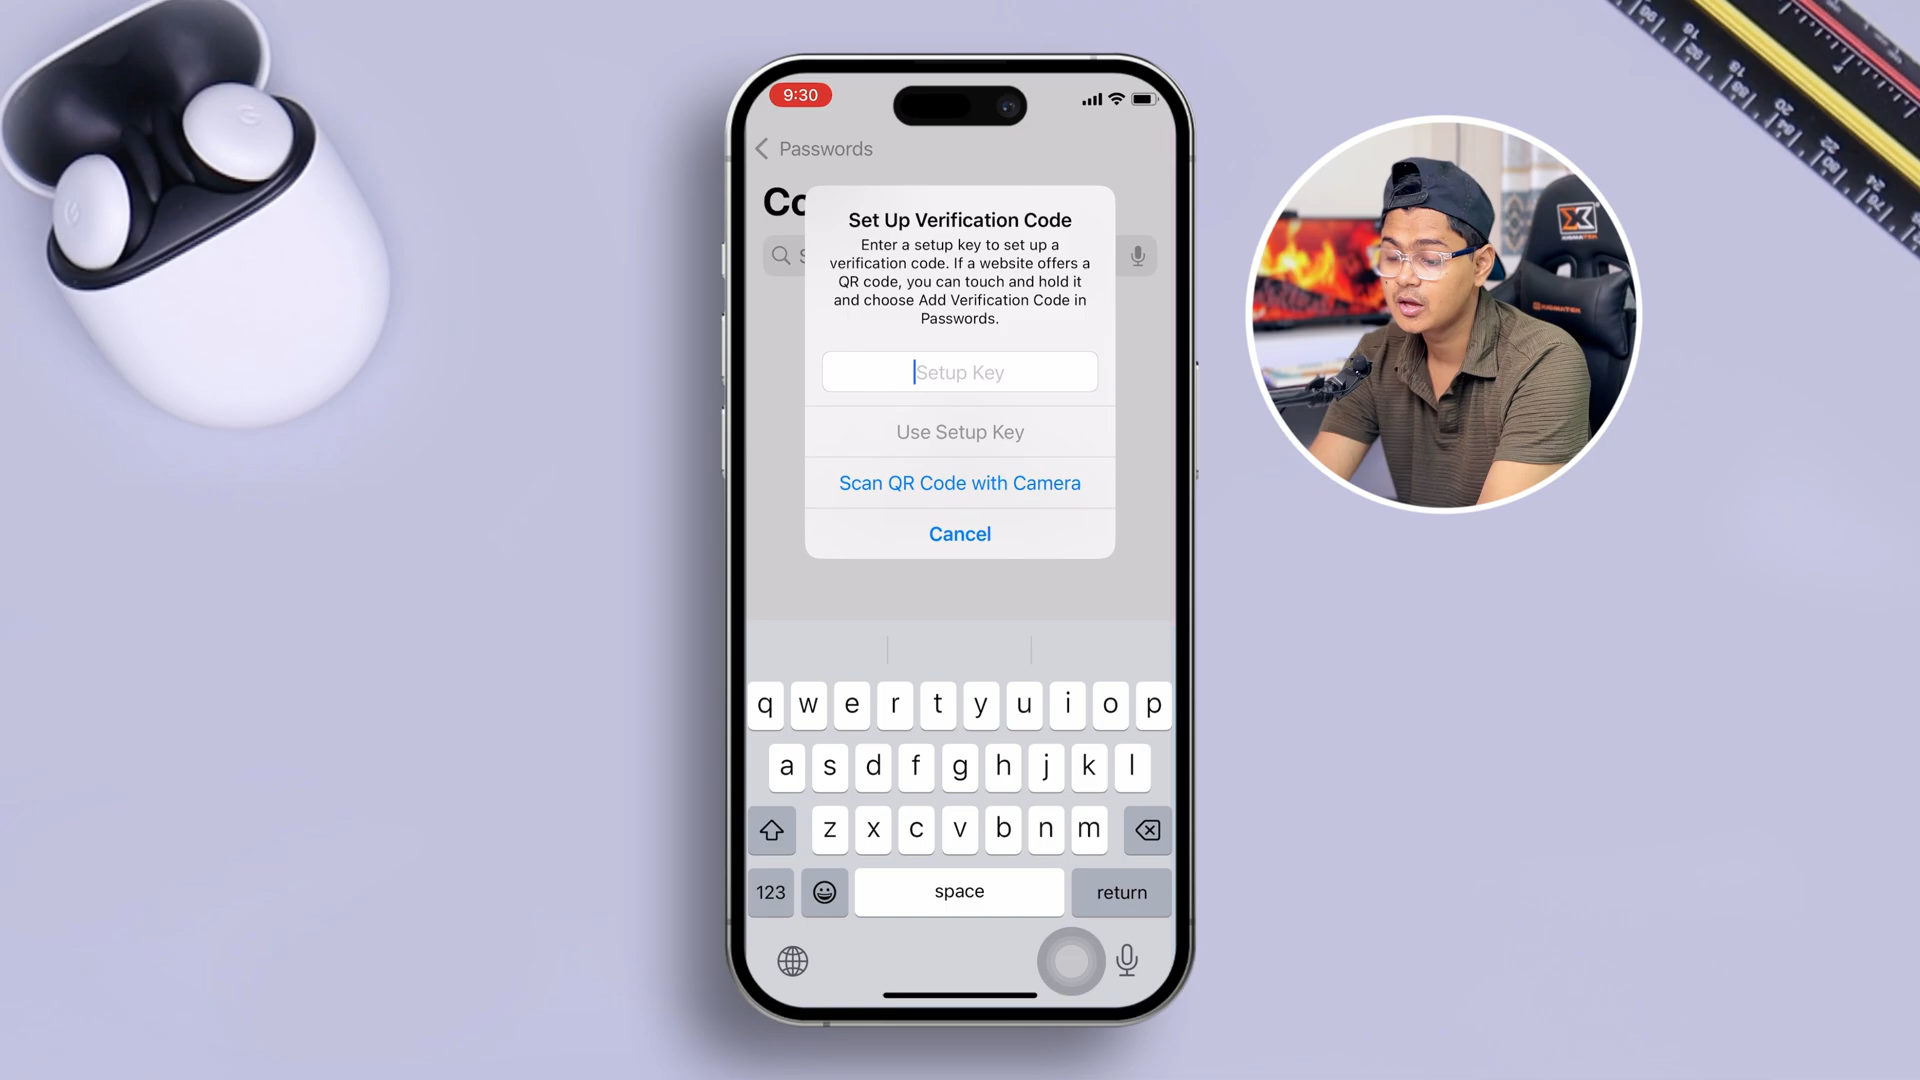 9:30
Passwords
Co
S
Set Up Verification Code
Enter a setup key to set up a
verification code. If a website offers a
QR code, you can touch and hold it
and choose Add Verification Code in
Passwords.
Setup Key
Use Setup Key
Scan QR Code with Camera
Cancel
q w e r t y u i o p
a s d f g h j k l
z x c v b n m
123 space return